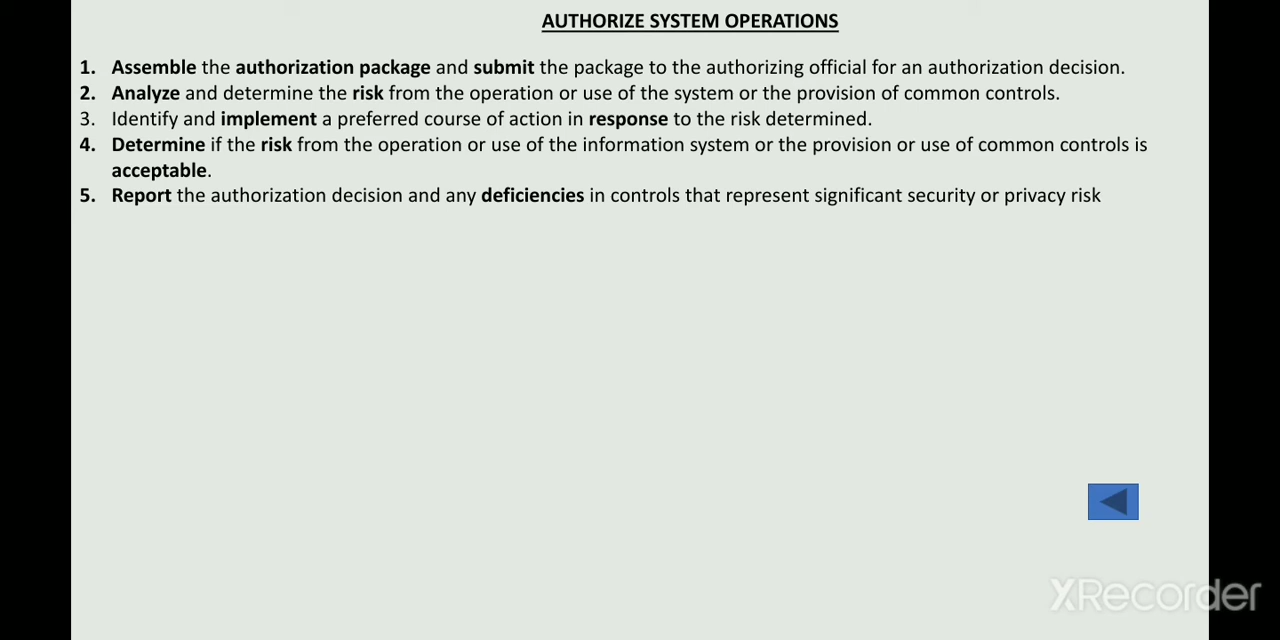 AUTHORIZE SYSTEM OPERATIONS
1. Assemble the authorization package and submit the package to the authorizing official for an authorization decision.
2. Analyze and determine the risk from the operation or use of the system or the provision of common controls.
3. Identify and implement a preferred course of action in response to the risk determined.
4. Determine if the risk from the operation or use of the information system or the provision or use of common controls is
acceptable.
5. Report the authorization decision and any deficiencies in controls that represent significant security or privacy risk
XRecorder